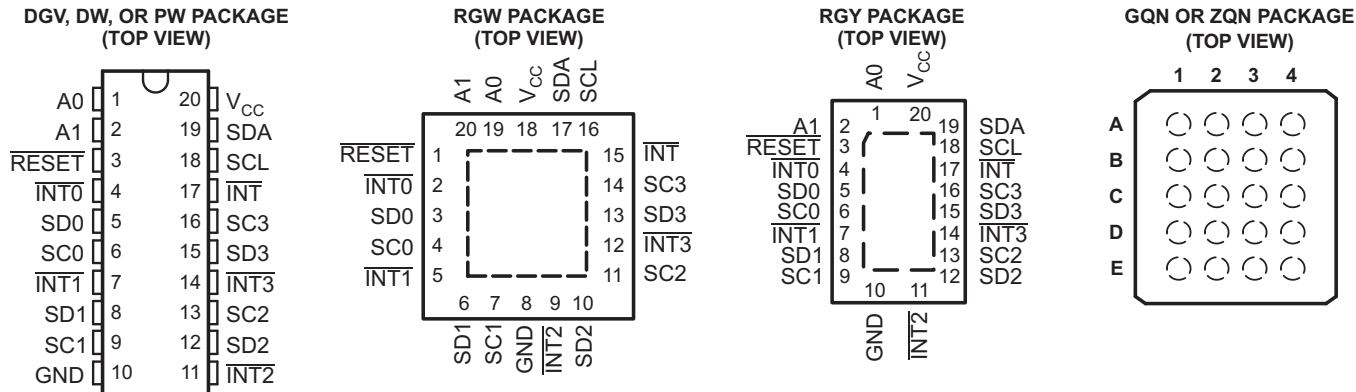 DGV, DW, OR PW PACKAGE
(TOP VIEW)
A0 1 20 VCC
A1 2 19 SDA
RESET 3 18 SCL
INT0 4 17 INT
SD0 5 16 SC3
SC0 6 15 SD3
INT1 7 14 INT3
SD1 8 13 SC2
SC1 9 12 SD2
GND 10 11 INT2
RGW PACKAGE
(TOP VIEW)
A1 A0 VCC SDA SCL
20 19 18 17 16
RESET 1 15 INT
INT0 2 14 SC3
SD0 3 13 SD3
SC0 4 12 INT3
INT1 5 11 SC2
6 7 8 9 10
SD1 SC1 GND INT2 SD2
RGY PACKAGE
(TOP VIEW)
A0 VCC
1 20
A1 2 19 SDA
RESET 3 18 SCL
INT0 4 17 INT
SD0 5 16 SC3
SC0 6 15 SD3
INT1 7 14 INT3
SD1 8 13 SC2
SC1 9 12 SD2
10 11
GND INT2
GQN OR ZQN PACKAGE
(TOP VIEW)
1 2 3 4
A
B
C
D
E